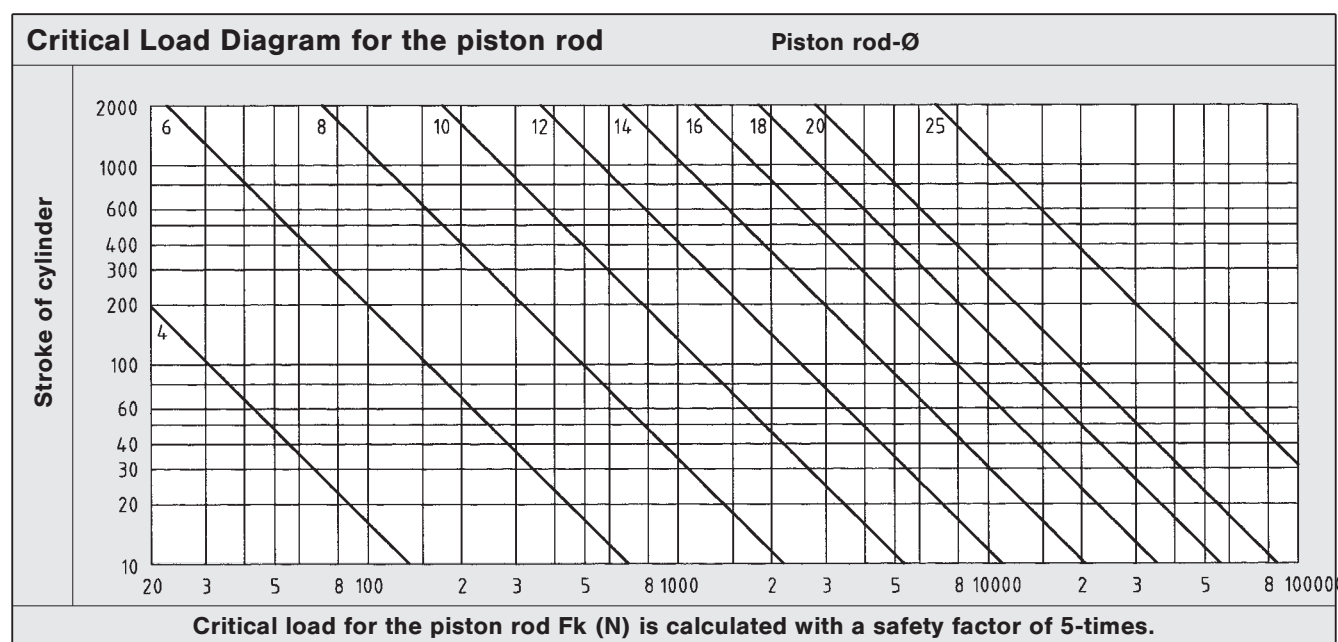 Critical Load Diagram for the piston rod Piston rod-Ø
Stroke of cylinder
2000
1000
600
400
300
200
100
60
40
30
20
10
6 8 10 12 14 16 18 20 25
4
20 3 5 8 100 2 3 5 8 1000 2 3 5 8 10000 2 3 5 8 100000
Critical load for the piston rod Fk (N) is calculated with a safety factor of 5-times.